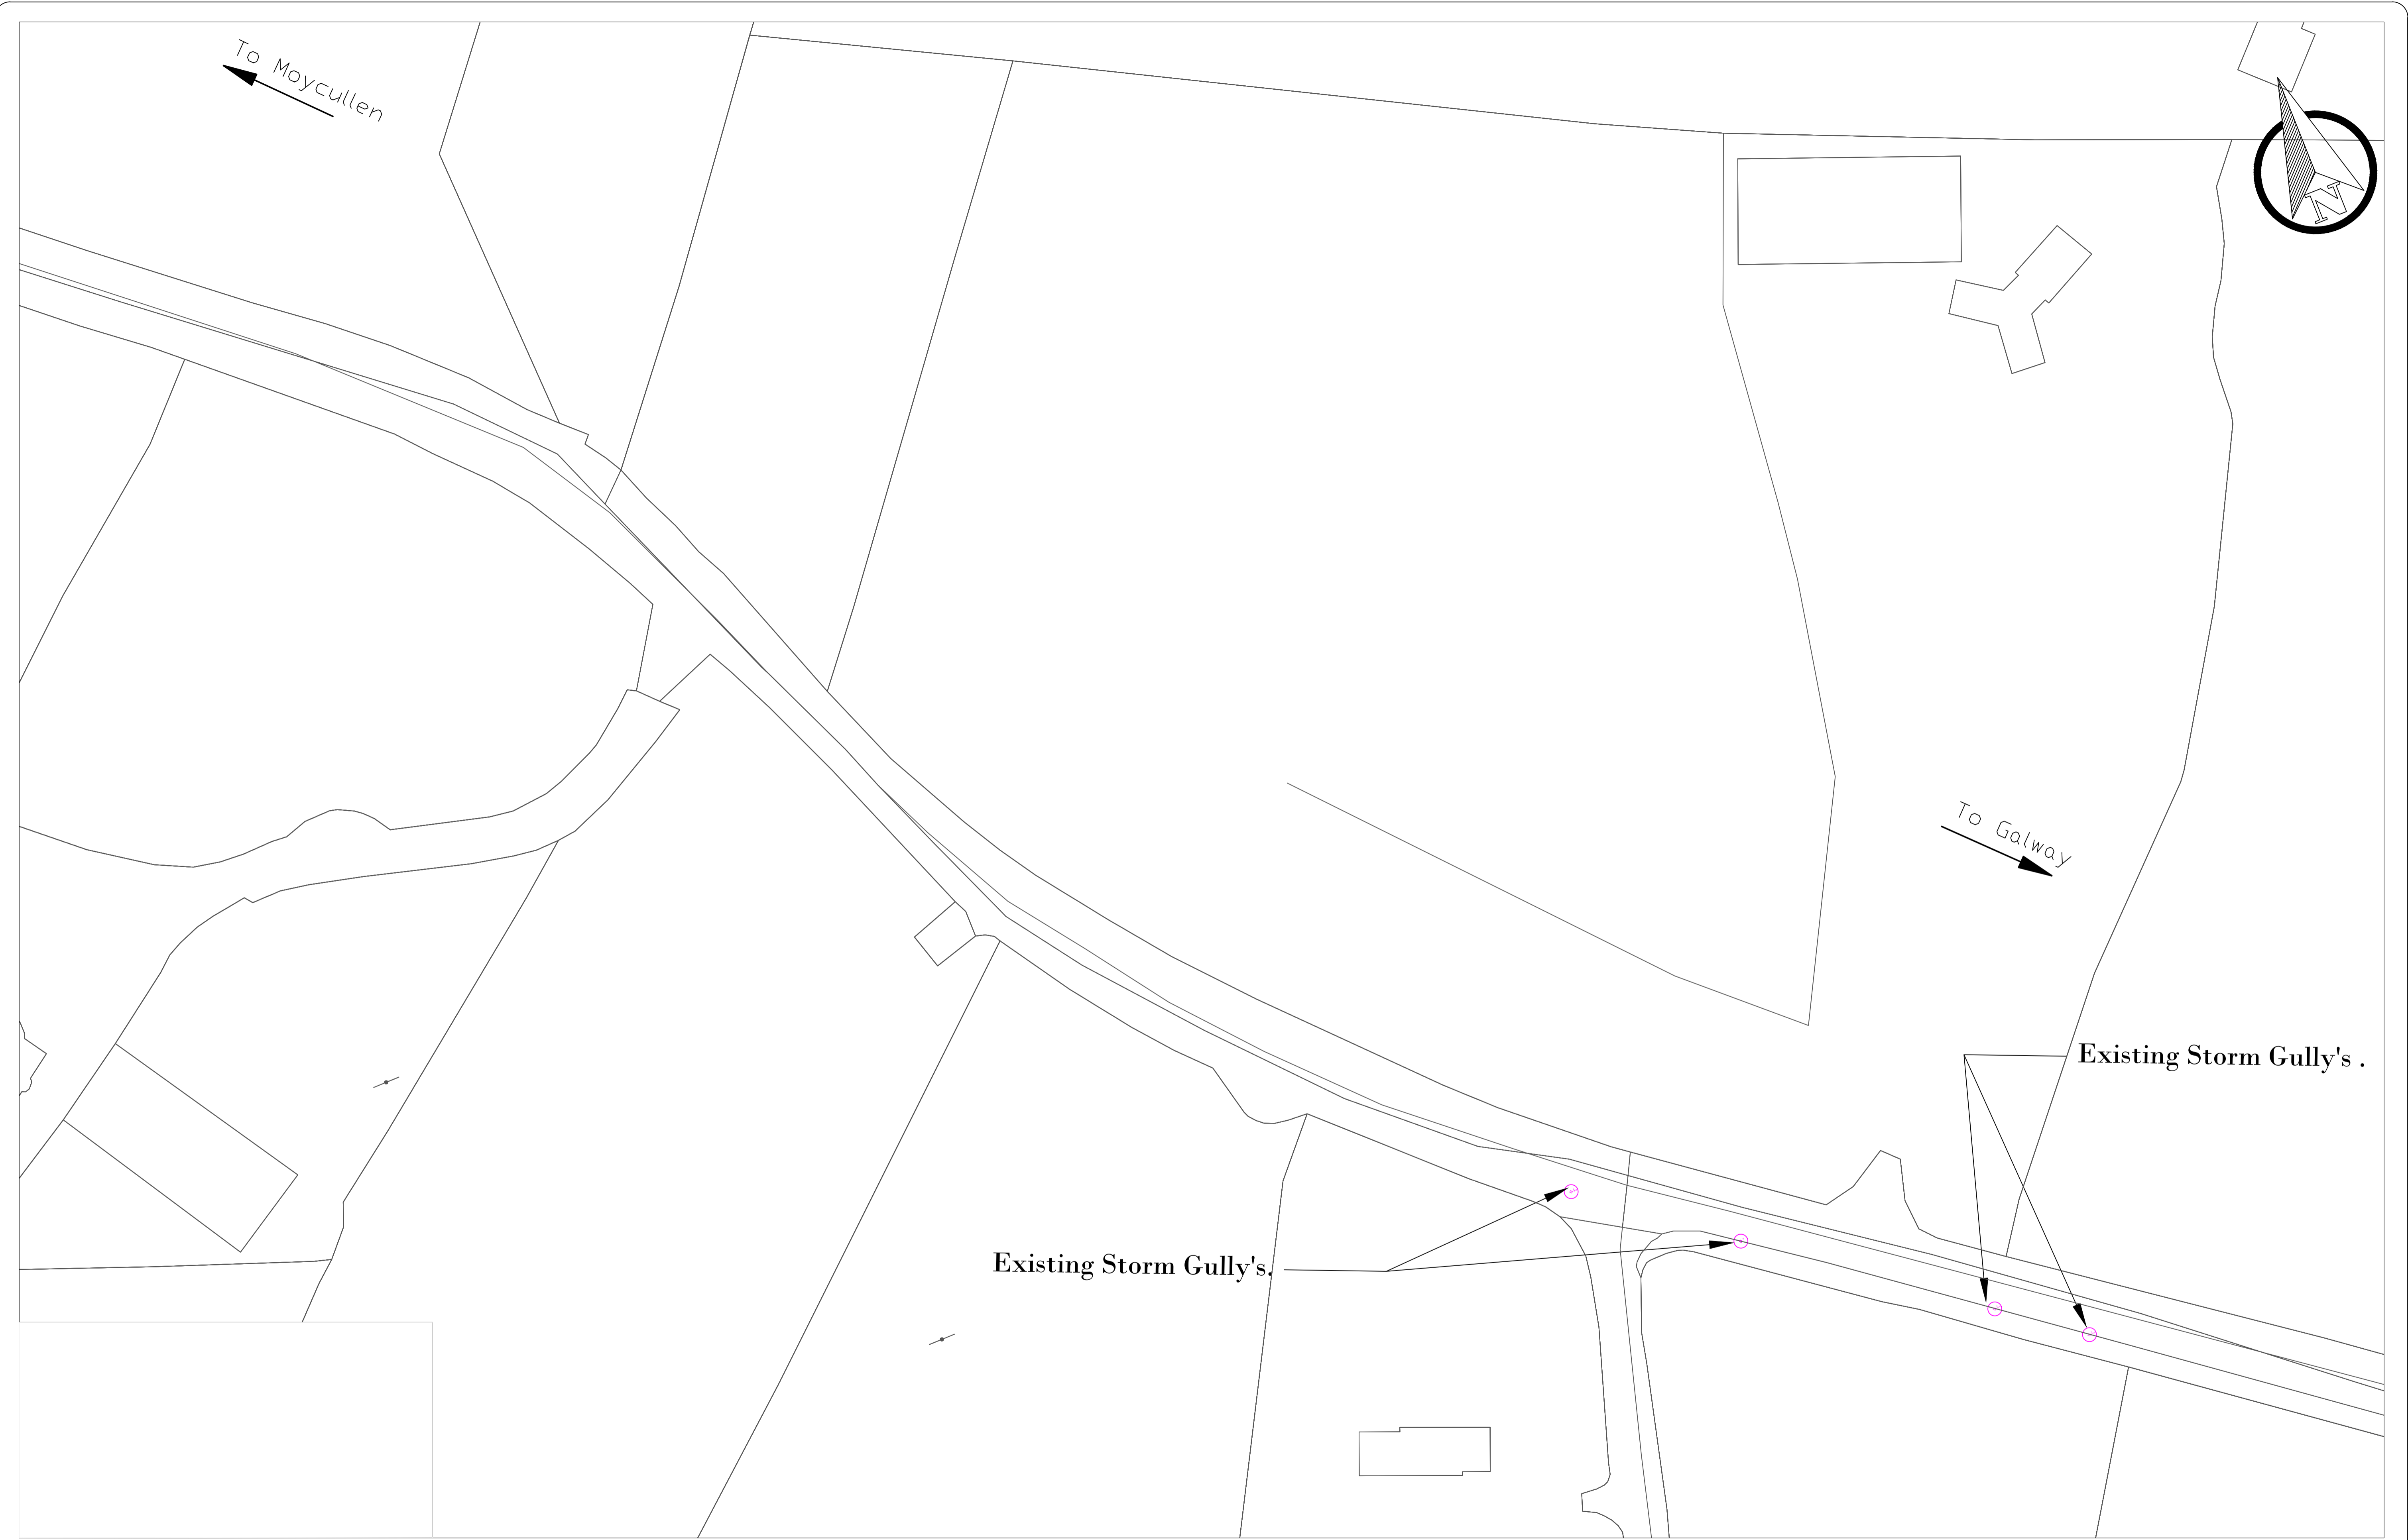 To Moycullen
N
To Galway
Existing Storm Gully's .
Existing Storm Gully's.